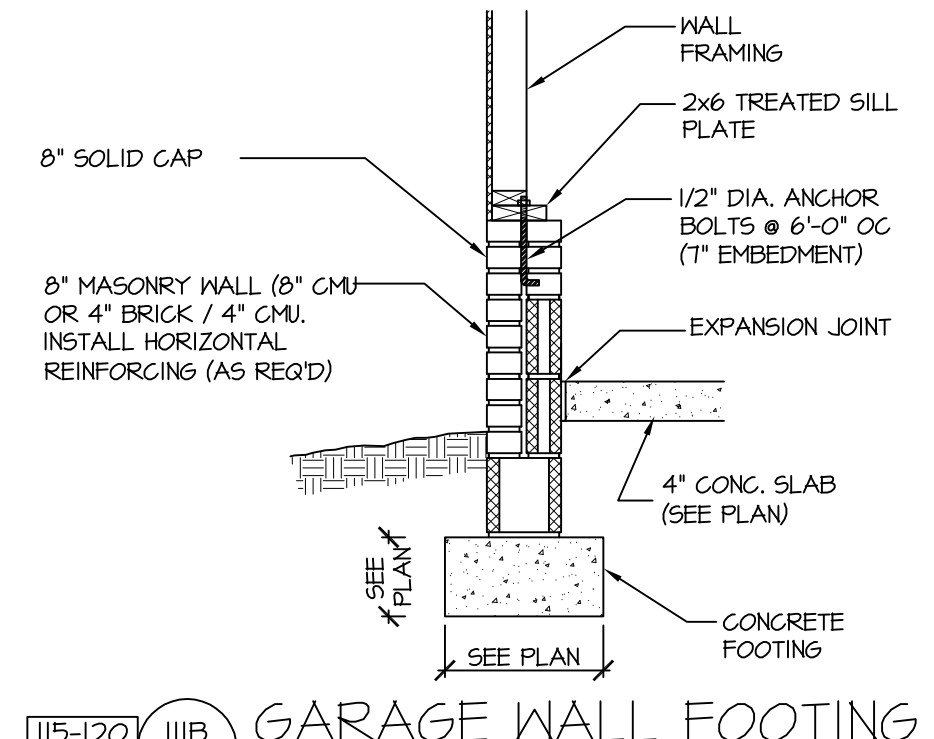 WALL
FRAMING
2x6 TREATED SILL
PLATE
8" SOLID CAP
1/2" DIA. ANCHOR
BOLTS @ 6'-0" OC
(7" EMBEDMENT)
8" MASONRY WALL (8" CMU
OR 4" BRICK / 4" CMU.
INSTALL HORIZONTAL
REINFORCING (AS REQ'D)
EXPANSION JOINT
4" CONC. SLAB
(SEE PLAN)
SEE
PLAN
CONCRETE
FOOTING
SEE PLAN
115-120
111B
GARAGE WALL FOOTING